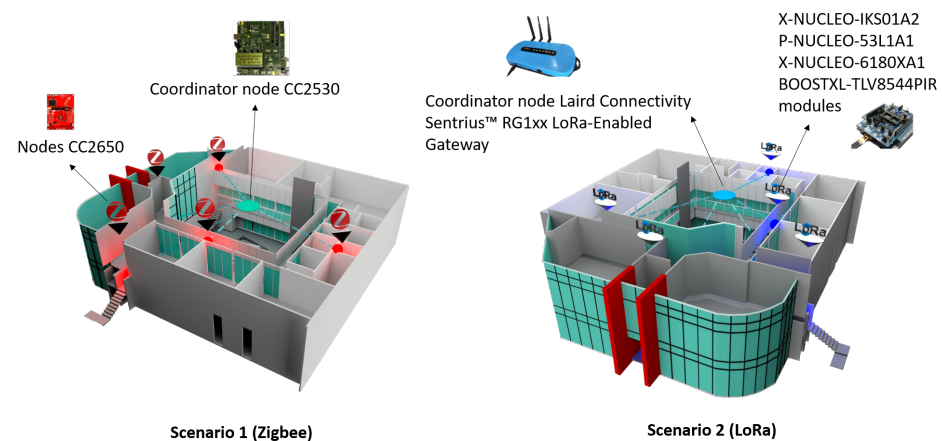 Coordinator node CC2530
Nodes CC2650
Z
Z
Z
Z
Z
Scenario 1 (Zigbee)
X-NUCLEO-IKS01A2
P-NUCLEO-53L1A1
X-NUCLEO-6180XA1
BOOSTXL-TLV8544PIR
modules
Coordinator node Laird Connectivity
Sentrius™ RG1xx LoRa-Enabled
Gateway
LoRa
LoRa
LoRa
LoRa
LoRa
Scenario 2 (LoRa)